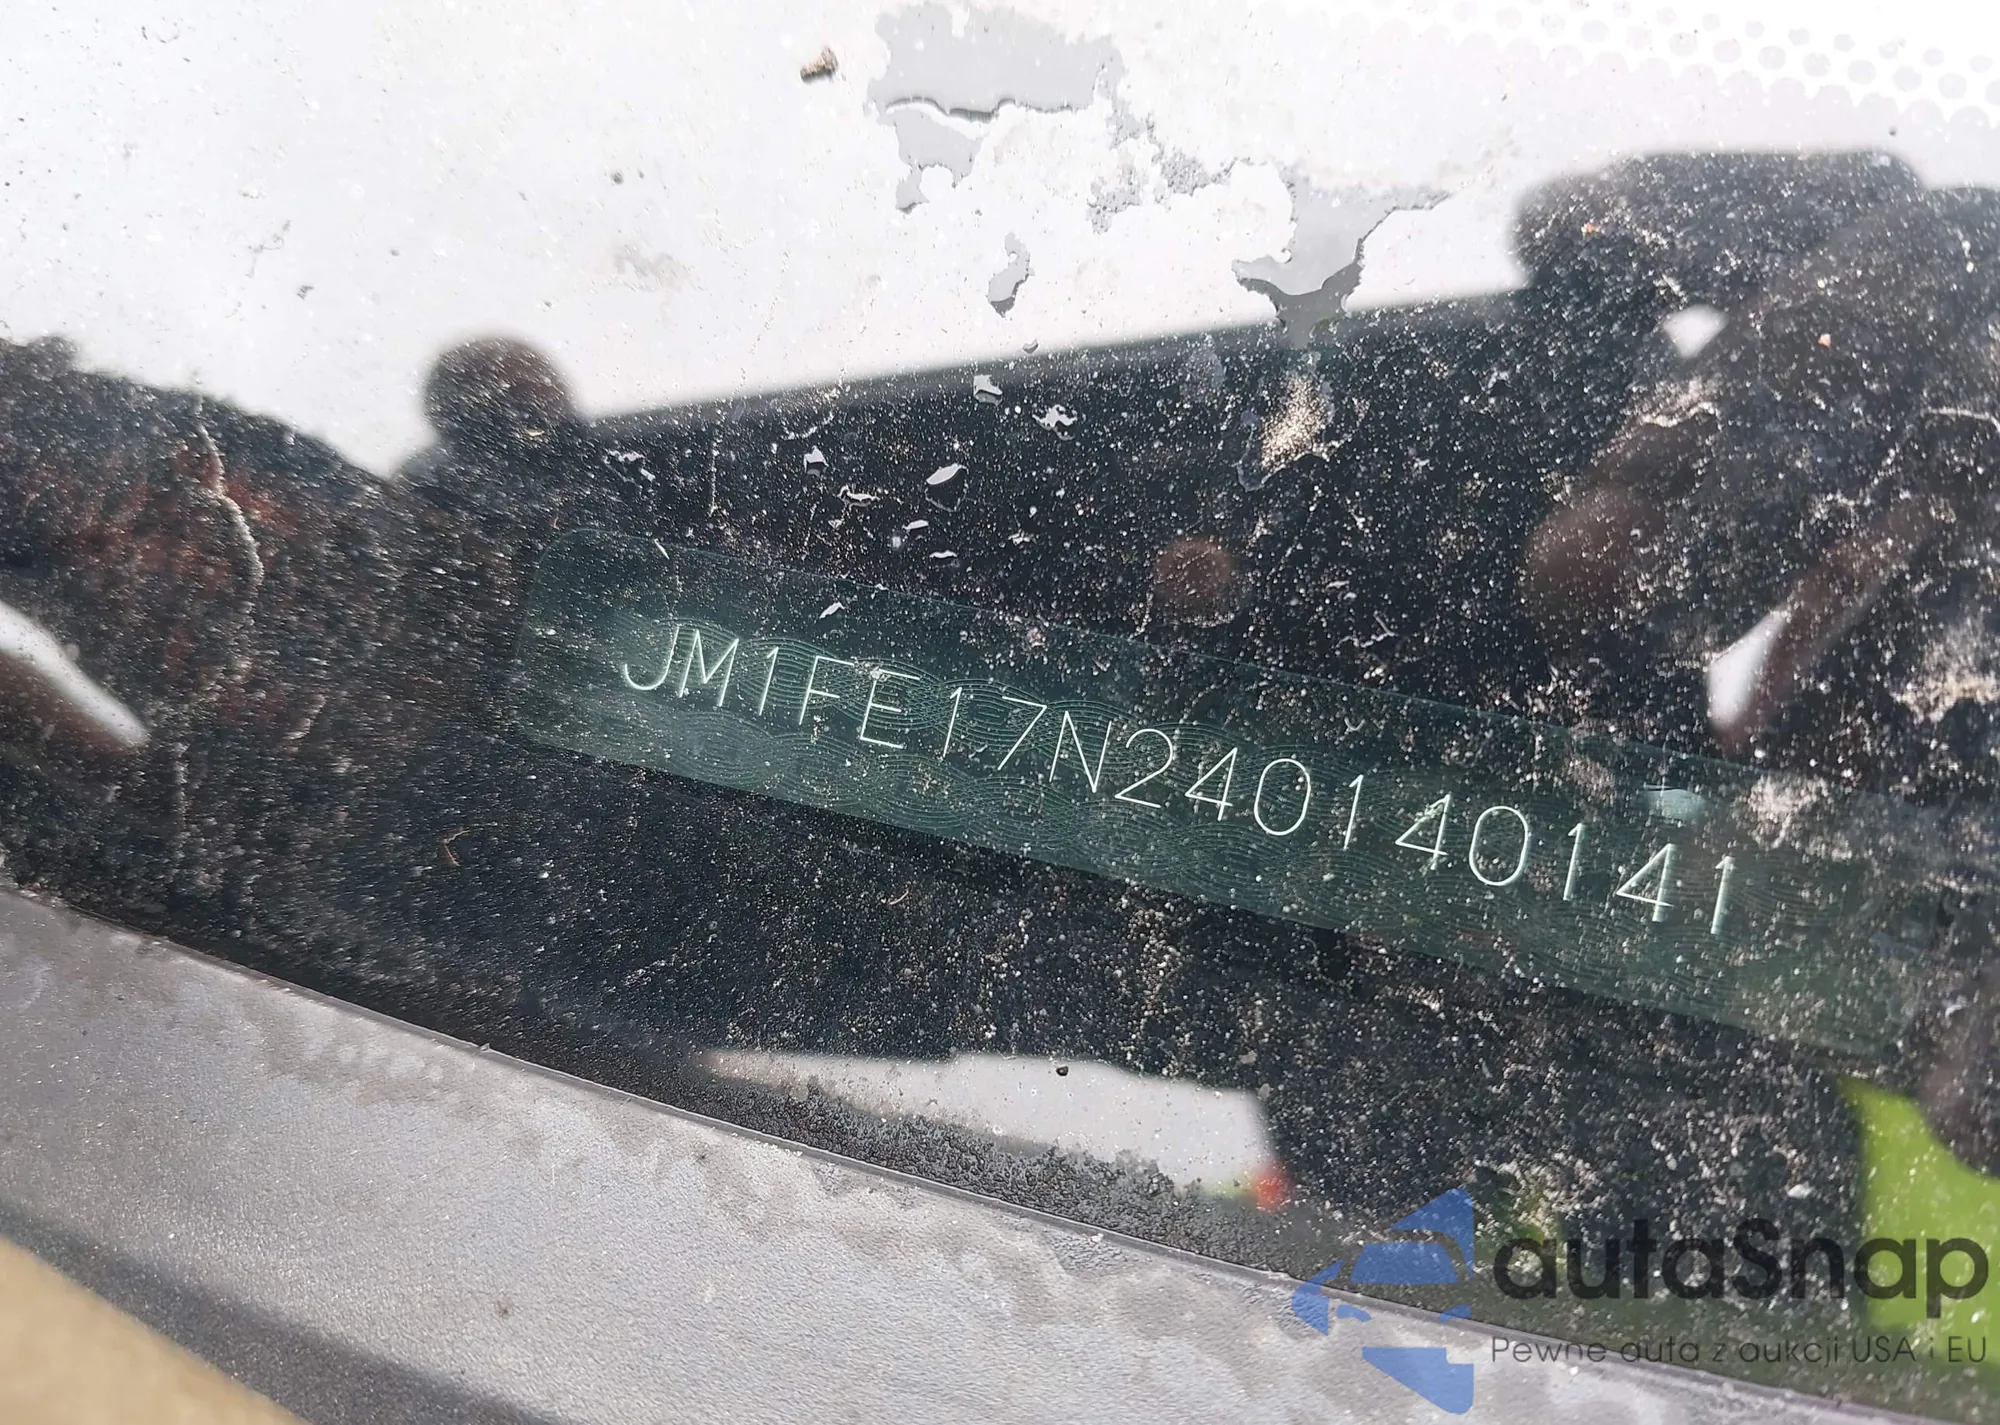 JM1FE17N240140141
autaSnap
Pewne auta z aukcji USA i EU